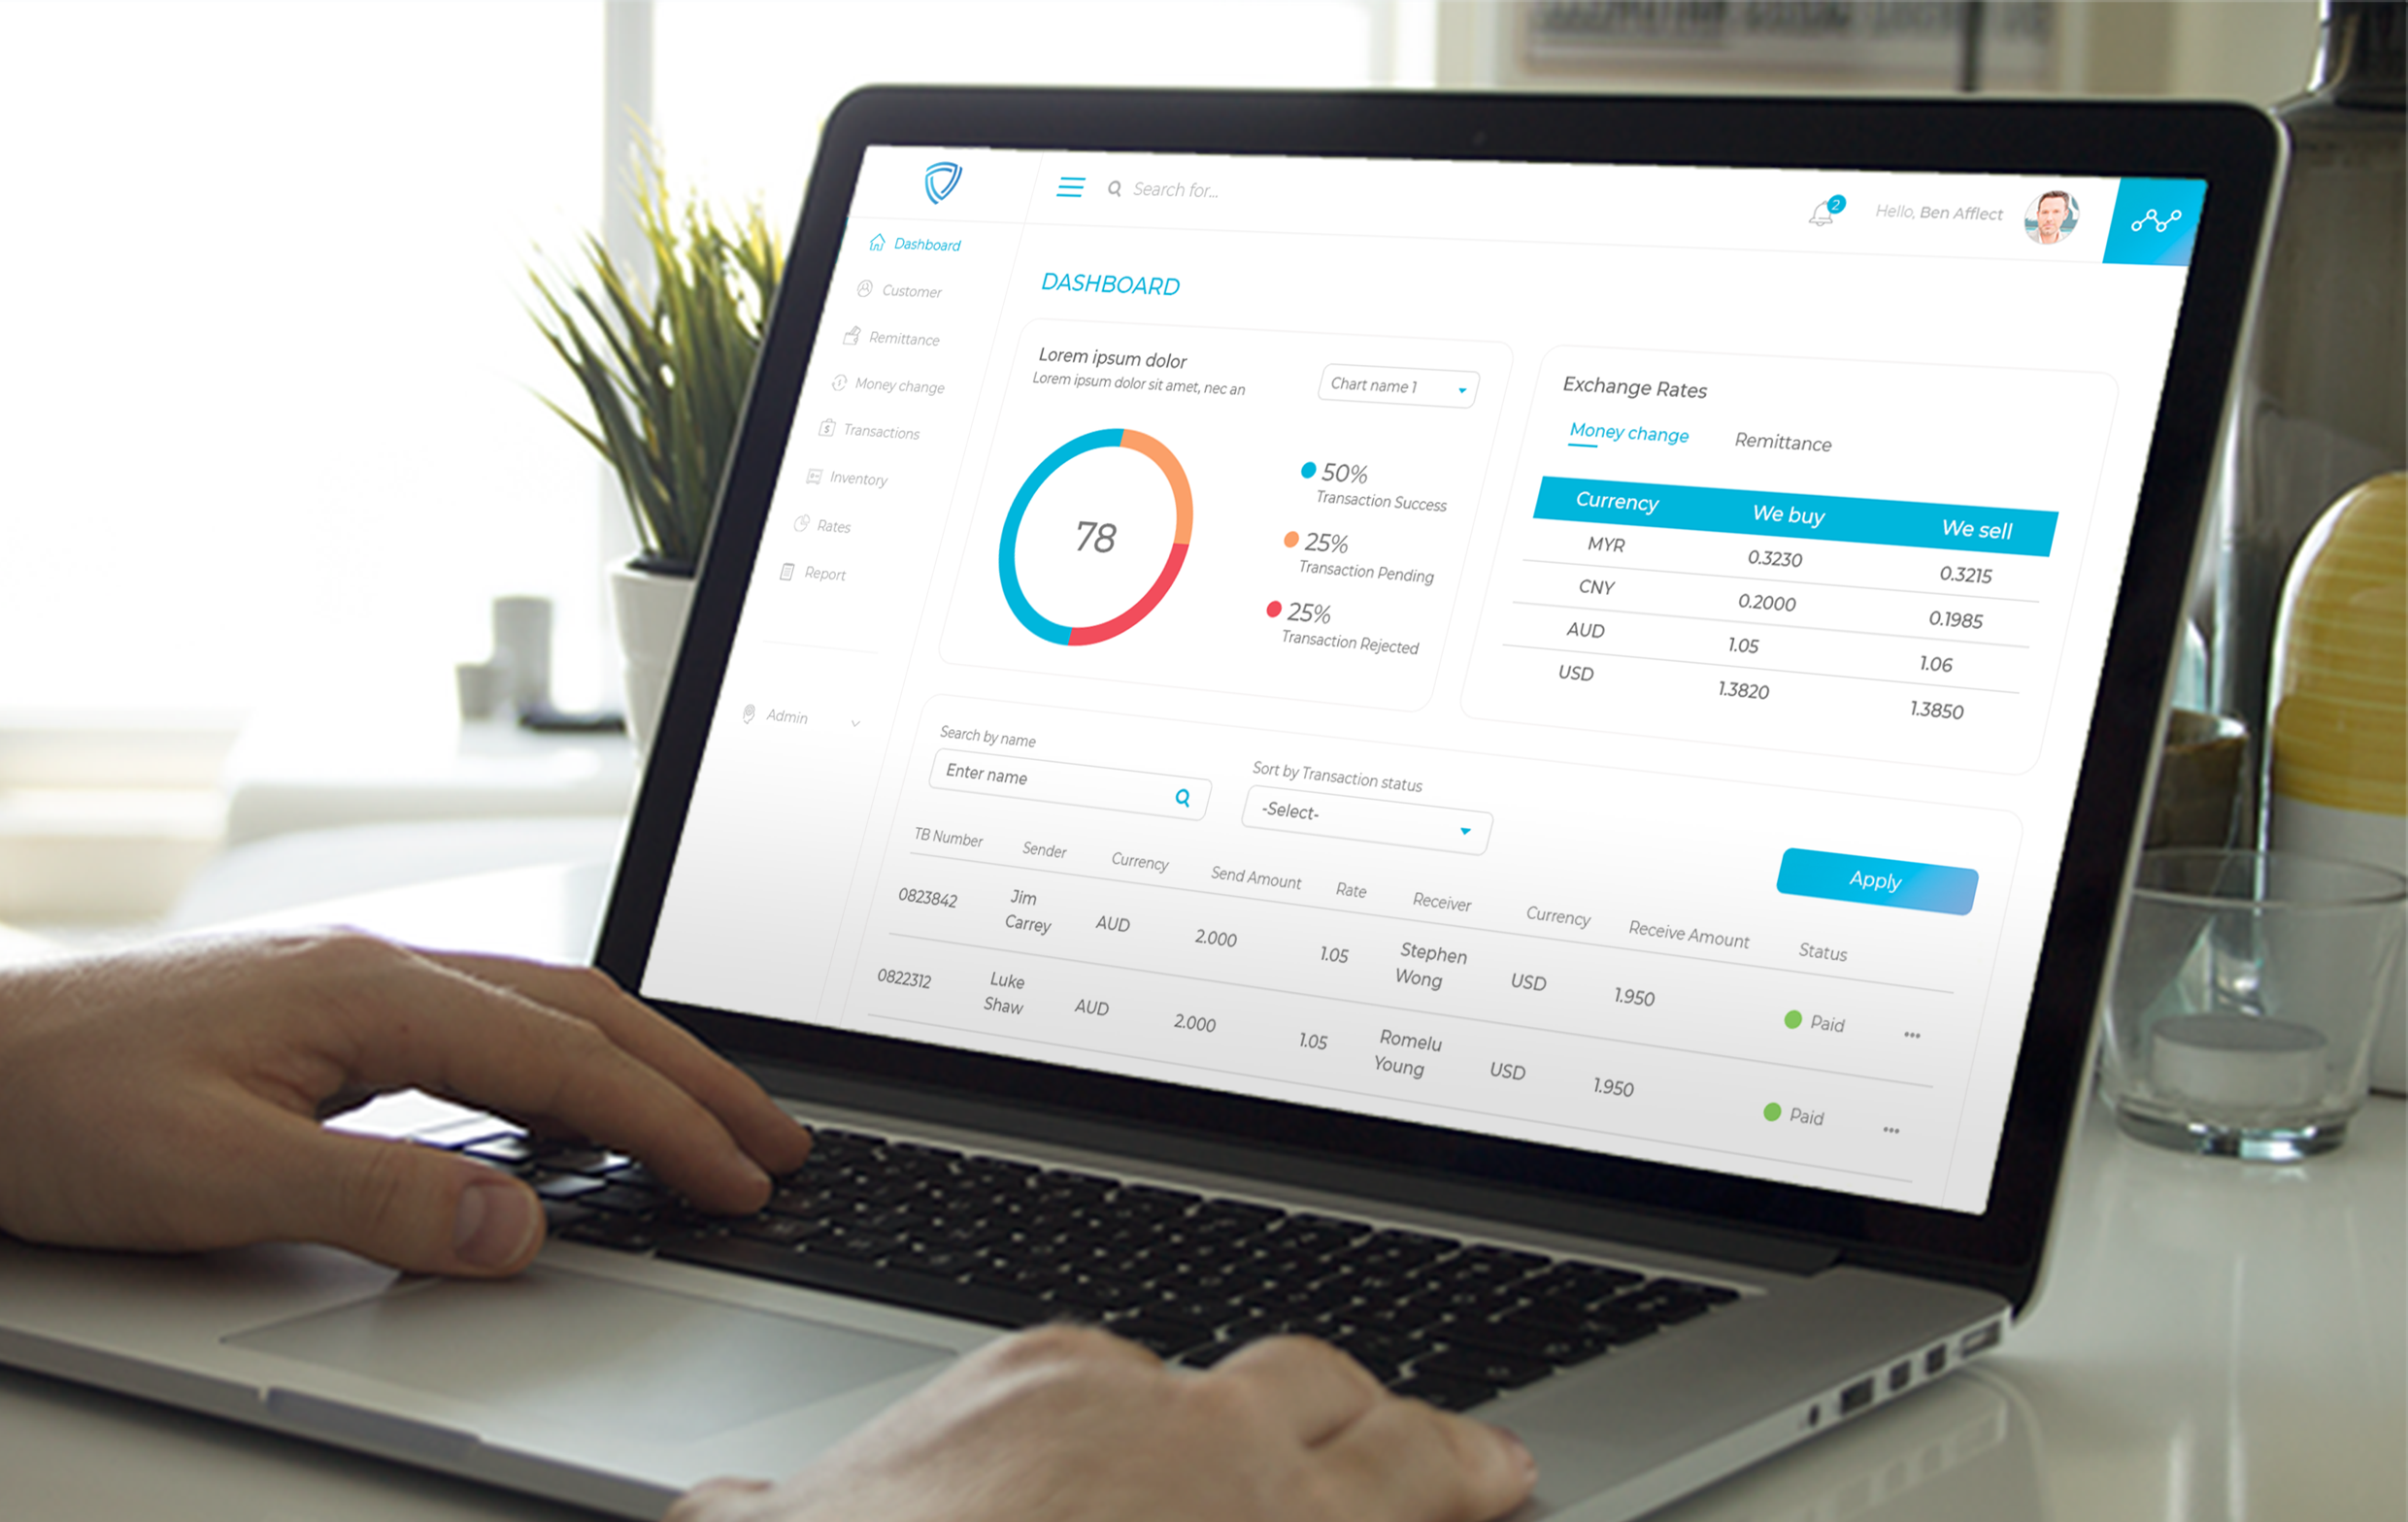 Search for...
2
Hello, Ben Afflect
Dashboard
Customer
Remittance
Money change
Transactions
Inventory
Rates
Report
Admin
DASHBOARD
Lorem ipsum dolor
Lorem ipsum dolor sit amet, nec an
Chart name 1
78
50%
Transaction Success
25%
Transaction Pending
25%
Transaction Rejected
Exchange Rates
Money change Remittance
Currency We buy We sell
MYR 0.3230 0.3215
CNY 0.2000 0.1985
AUD 1.05 1.06
USD 1.3820 1.3850
Search by name
Enter name
Sort by Transaction status
-Select-
Apply
TB Number Sender Currency Send Amount Rate Receiver Currency Receive Amount Status
0823842 Jim Carrey AUD 2.000 1.05 Stephen Wong USD 1.950 Paid ...
0822312 Luke Shaw AUD 2.000 1.05 Romelu Young USD 1.950 Paid ...